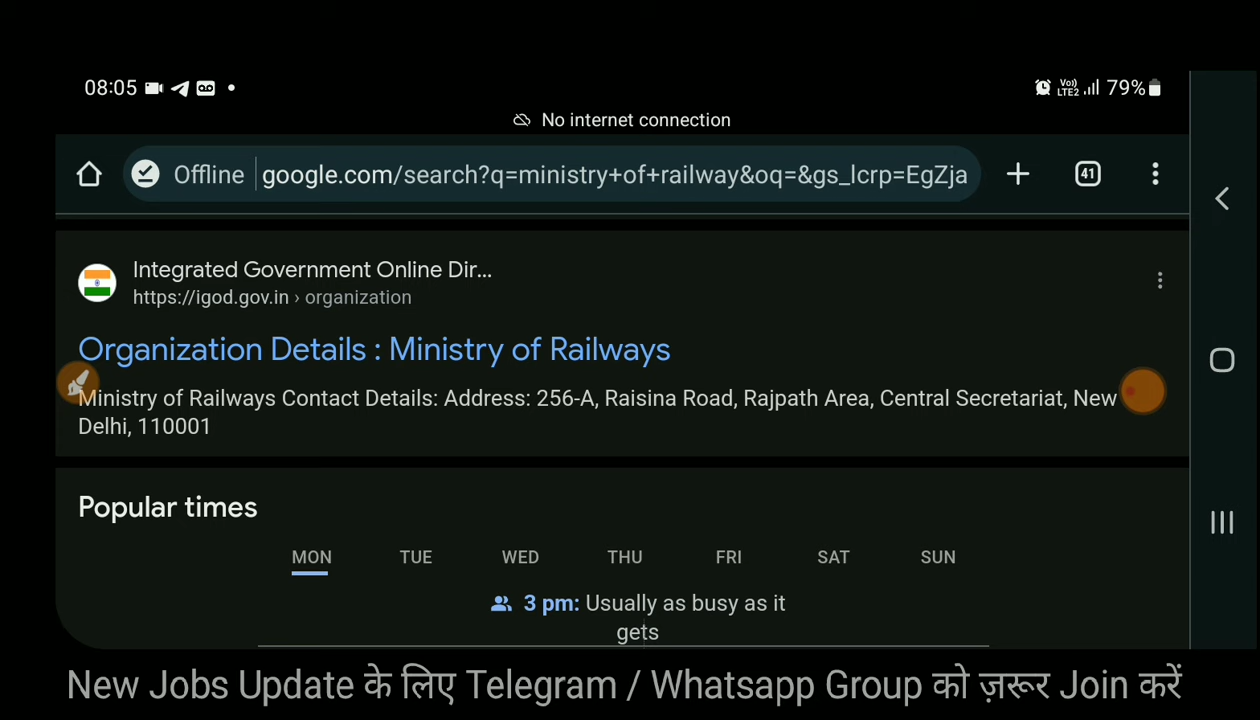 08:05
VoLTE2 79%
No internet connection
Offline google.com/search?q=ministry+of+railway&oq=&gs_lcrp=EgZja
41
Integrated Government Online Dir...
https://igod.gov.in › organization
Organization Details : Ministry of Railways
Ministry of Railways Contact Details: Address: 256-A, Raisina Road, Rajpath Area, Central Secretariat, New
Delhi, 110001
Popular times
MON TUE WED THU FRI SAT SUN
3 pm: Usually as busy as it
gets
New Jobs Update के लिए Telegram / Whatsapp Group को ज़रूर Join करें